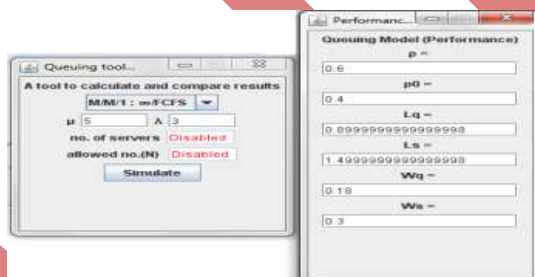 Queuing tool...
A tool to calculate and compare results
M/M/1 : ∞/FCFS
μ 5 λ 3
no. of servers Disabled
allowed no.(N) Disabled
Simulate
Performanc...
Queuing Model (Performance)
ρ =
0.6
p0 =
0.4
Lq =
0.8999999999999998
Ls =
1.4999999999999998
Wq =
0.18
Ws =
0.3